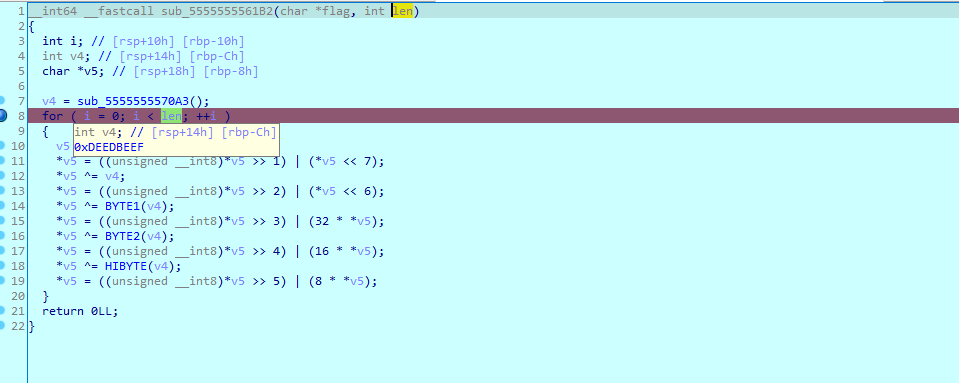 1 __int64 __fastcall sub_5555555561B2(char *flag, int len)
2 {
3 int i; // [rsp+10h] [rbp-10h]
4 int v4; // [rsp+14h] [rbp-Ch]
5 char *v5; // [rsp+18h] [rbp-8h]
6
7 v4 = sub_5555555570A3();
8 for ( i = 0; i < len; ++i )
9 {
int v4; // [rsp+14h] [rbp-Ch]
10 v5
0xDEEDBEEF
11 *v5 = ((unsigned __int8)*v5 >> 1) | (*v5 << 7);
12 *v5 ^= v4;
13 *v5 = ((unsigned __int8)*v5 >> 2) | (*v5 << 6);
14 *v5 ^= BYTE1(v4);
15 *v5 = ((unsigned __int8)*v5 >> 3) | (32 * *v5);
16 *v5 ^= BYTE2(v4);
17 *v5 = ((unsigned __int8)*v5 >> 4) | (16 * *v5);
18 *v5 ^= HIBYTE(v4);
19 *v5 = ((unsigned __int8)*v5 >> 5) | (8 * *v5);
20 }
21 return 0LL;
22 }